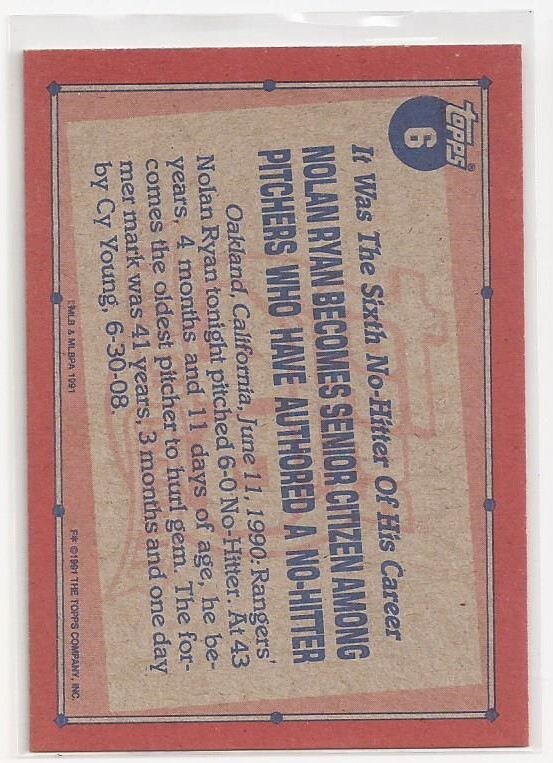 topps®
6
It Was The Sixth No-Hitter Of His Career
NOLAN RYAN BECOMES SENIOR CITIZEN AMONG
PITCHERS WHO HAVE AUTHORED A NO-HITTER
Oakland, California, June 11, 1990: Rangers'
Nolan Ryan tonight pitched 6-0 No-Hitter. At 43
years, 4 months and 11 days of age, he be-
comes the oldest pitcher to hurl gem. The for-
mer mark was 41 years, 3 months and one day
by Cy Young, 6-30-08.
©MLB & MLBPA 1991
F* ©1991 THE TOPPS COMPANY, INC.